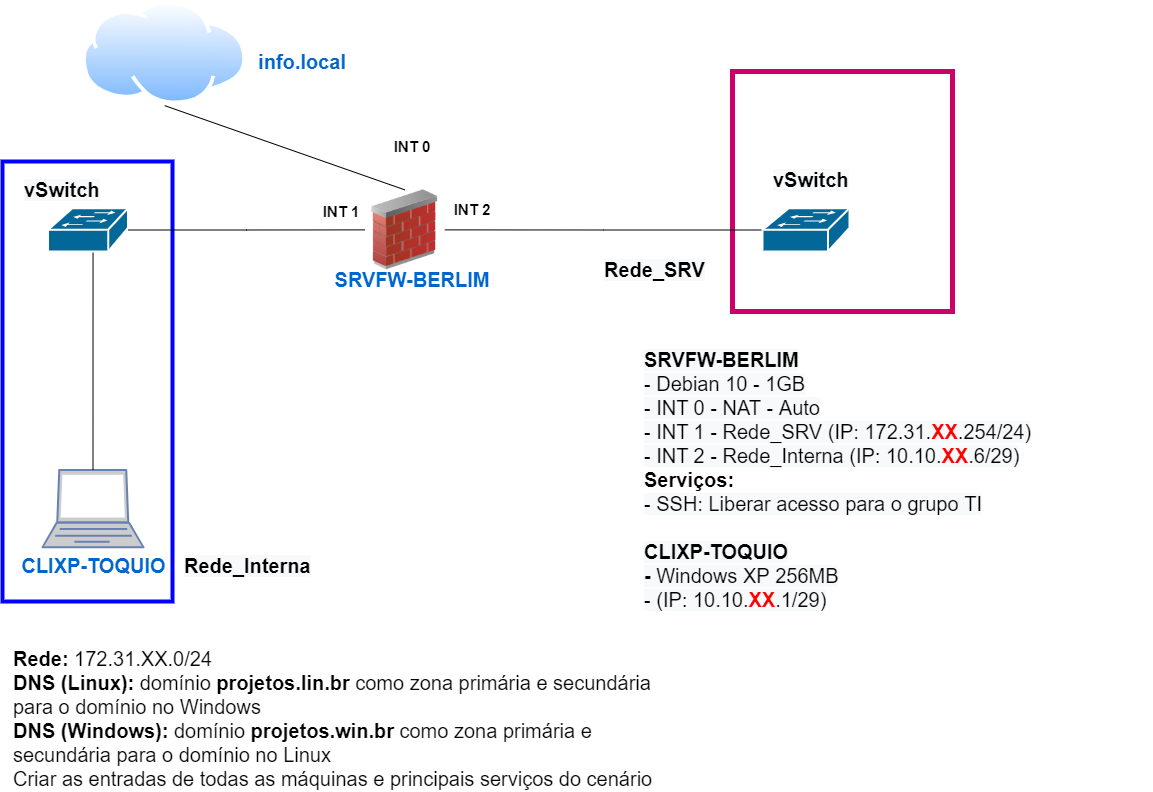 info.local
INT 0
vSwitch
vSwitch
INT 1
INT 2
SRVFW-BERLIM
Rede_SRV
SRVFW-BERLIM
- Debian 10 - 1GB
- INT 0 - NAT - Auto
- INT 1 - Rede_SRV (IP: 172.31.XX.254/24)
- INT 2 - Rede_Interna (IP: 10.10.XX.6/29)
Serviços:
- SSH: Liberar acesso para o grupo TI
CLIXP-TOQUIO
- Windows XP 256MB
- (IP: 10.10.XX.1/29)
CLIXP-TOQUIO
Rede_Interna
Rede: 172.31.XX.0/24
DNS (Linux): domínio projetos.lin.br como zona primária e secundária
para o domínio no Windows
DNS (Windows): domínio projetos.win.br como zona primária e
secundária para o domínio no Linux
Criar as entradas de todas as máquinas e principais serviços do cenário